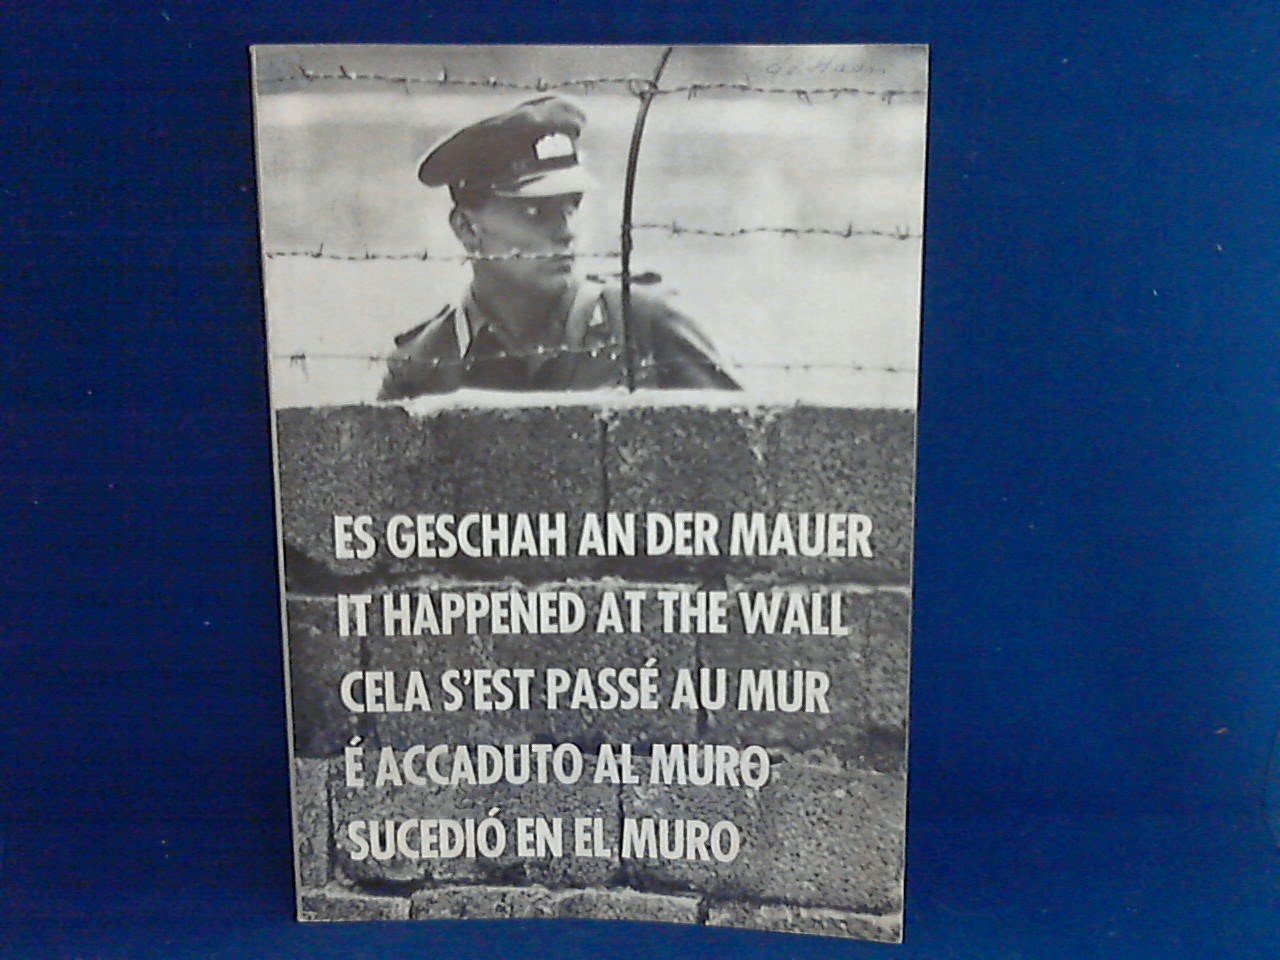 ES GESCHAH AN DER MAUER
IT HAPPENED AT THE WALL
CELA S'EST PASSÉ AU MUR
É ACCADUTO AL MURO
SUCEDIÓ EN EL MURO